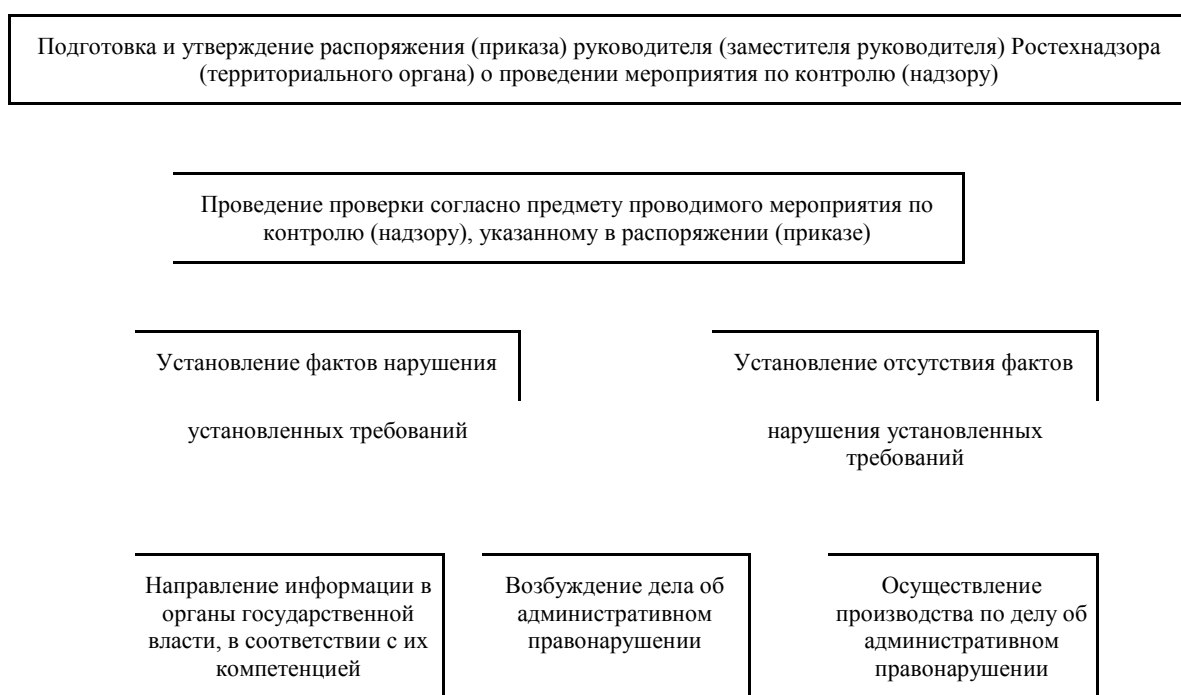 Подготовка и утверждение распоряжения (приказа) руководителя (заместителя руководителя) Ростехнадзора
(территориального органа) о проведении мероприятия по контролю (надзору)
Проведение проверки согласно предмету проводимого мероприятия по
контролю (надзору), указанному в распоряжении (приказе)
Установление фактов нарушения
установленных требований
Установление отсутствия фактов
нарушения установленных
требований
Направление информации в
органы государственной
власти, в соответствии с их
компетенцией
Возбуждение дела об
административном
правонарушении
Осуществление
производства по делу об
административном
правонарушении